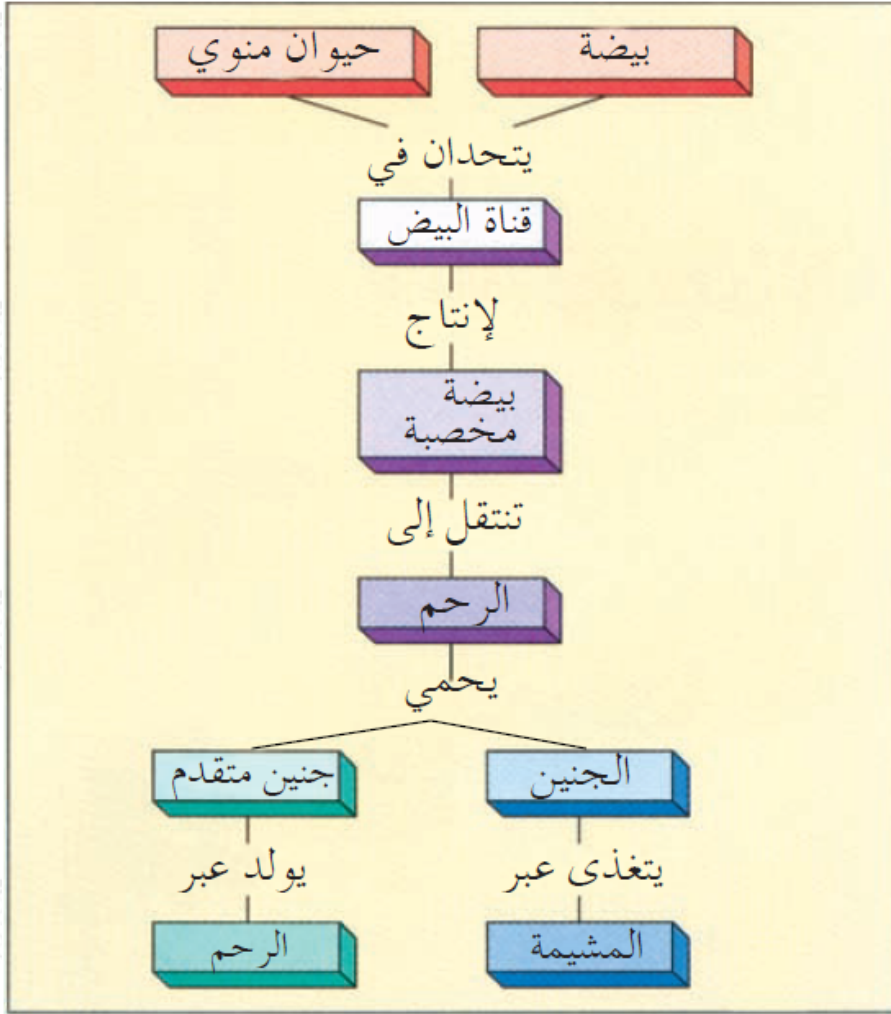 بيضة
حيوان منوي
يتحدان في
قناة البيض
لإنتاج
بيضة
مخصبة
تنتقل إلى
الرحم
يحمي
الجنين
جنين متقدم
يتغذى عبر
يولد عبر
المشيمة
الرحم